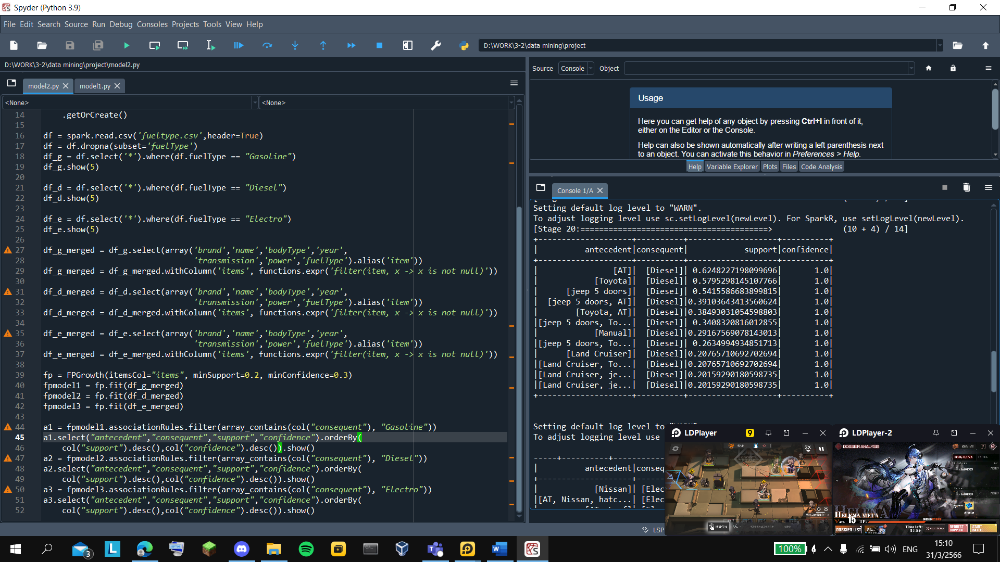 Spyder (Python 3.9)
File Edit Search Source Run Debug Consoles Projects Tools View Help
D:\WORK\3-2\data mining\project
D:\WORK\3-2\data mining\project\model2.py
model2.py
model1.py
<None>
<None>
14 .getOrCreate()
15
16 df = spark.read.csv('fueltype.csv',header=True)
17 df = df.dropna(subset='fuelType')
18 df_g = df.select('*').where(df.fuelType == "Gasoline")
19 df_g.show(5)
20
21 df_d = df.select('*').where(df.fuelType == "Diesel")
22 df_d.show(5)
23
24 df_e = df.select('*').where(df.fuelType == "Electro")
25 df_e.show(5)
26
27 df_g_merged = df_g.select(array('brand','name','bodyType','year',
28 'transmission','power','fuelType').alias('item'))
29 df_g_merged = df_g_merged.withColumn('items', functions.expr('filter(item, x -> x is not null)'))
30
31 df_d_merged = df_d.select(array('brand','name','bodyType','year',
32 'transmission','power','fuelType').alias('item'))
33 df_d_merged = df_d_merged.withColumn('items', functions.expr('filter(item, x -> x is not null)'))
34
35 df_e_merged = df_e.select(array('brand','name','bodyType','year',
36 'transmission','power','fuelType').alias('item'))
37 df_e_merged = df_e_merged.withColumn('items', functions.expr('filter(item, x -> x is not null)'))
38
39 fp = FPGrowth(itemsCol="items", minSupport=0.2, minConfidence=0.3)
40 fpmodel1 = fp.fit(df_g_merged)
41 fpmodel2 = fp.fit(df_d_merged)
42 fpmodel3 = fp.fit(df_e_merged)
43
44 a1 = fpmodel1.associationRules.filter(array_contains(col("consequent"), "Gasoline"))
45 a1.select("antecedent","consequent","support","confidence").orderBy(
46 col("support").desc(),col("confidence").desc()).show()
47 a2 = fpmodel2.associationRules.filter(array_contains(col("consequent"), "Diesel"))
48 a2.select("antecedent","consequent","support","confidence").orderBy(
49 col("support").desc(),col("confidence").desc()).show()
50 a3 = fpmodel3.associationRules.filter(array_contains(col("consequent"), "Electro"))
51 a3.select("antecedent","consequent","support","confidence").orderBy(
52 col("support").desc(),col("confidence").desc()).show()
Source Console Object
Usage
Here you can get help of any object by pressing Ctrl+I in front of it,
either on the Editor or the Console.
Help can also be shown automatically after writing a left parenthesis next
to an object. You can activate this behavior in Preferences > Help.
Help Variable Explorer Plots Files Code Analysis
Console 1/A
Setting default log level to "WARN".
To adjust logging level use sc.setLogLevel(newLevel). For SparkR, use setLogLevel(newLevel).
[Stage 20:========================================> (10 + 4) / 14]
+--------------------+----------+-------------------+----------+
| antecedent|consequent| support|confidence|
+--------------------+----------+-------------------+----------+
| [AT]| [Diesel]| 0.6248227198099696| 1.0|
| [Toyota]| [Diesel]| 0.5795298145107766| 1.0|
| [jeep 5 doors]| [Diesel]| 0.5415586683899815| 1.0|
| [jeep 5 doors, AT]| [Diesel]|0.39103643413560624| 1.0|
| [Toyota, AT]| [Diesel]|0.38493031054598803| 1.0|
|[jeep 5 doors, To...| [Diesel]| 0.3408320816012855| 1.0|
| [Manual]| [Diesel]|0.29167569078143013| 1.0|
|[jeep 5 doors, To...| [Diesel]| 0.2634994934851713| 1.0|
| [Land Cruiser]| [Diesel]|0.20765710692702694| 1.0|
|[Land Cruiser, To...| [Diesel]|0.20765710692702694| 1.0|
|[Land Cruiser, je...| [Diesel]|0.20159290180598735| 1.0|
|[Land Cruiser, je...| [Diesel]|0.20159290180598735| 1.0|
+--------------------+----------+-------------------+----------+
Setting default log level to
To adjust logging level use
-----+----------+
| antecedent|conseq
+--------------------+
| [Nissan]| [Elec
|[AT, Nissan, hatc...| [Elec
LDPlayer 9
2X
8
LDPlayer-2
DOSSIER ANALYSIS
DMG RANK INTEL
HELENA META
LEVEL 15
DOSSIER LIST
Time left:
REQUEST SUPPORT
START BATTLE
LSP
3
100%
ENG
15:10
31/3/2566